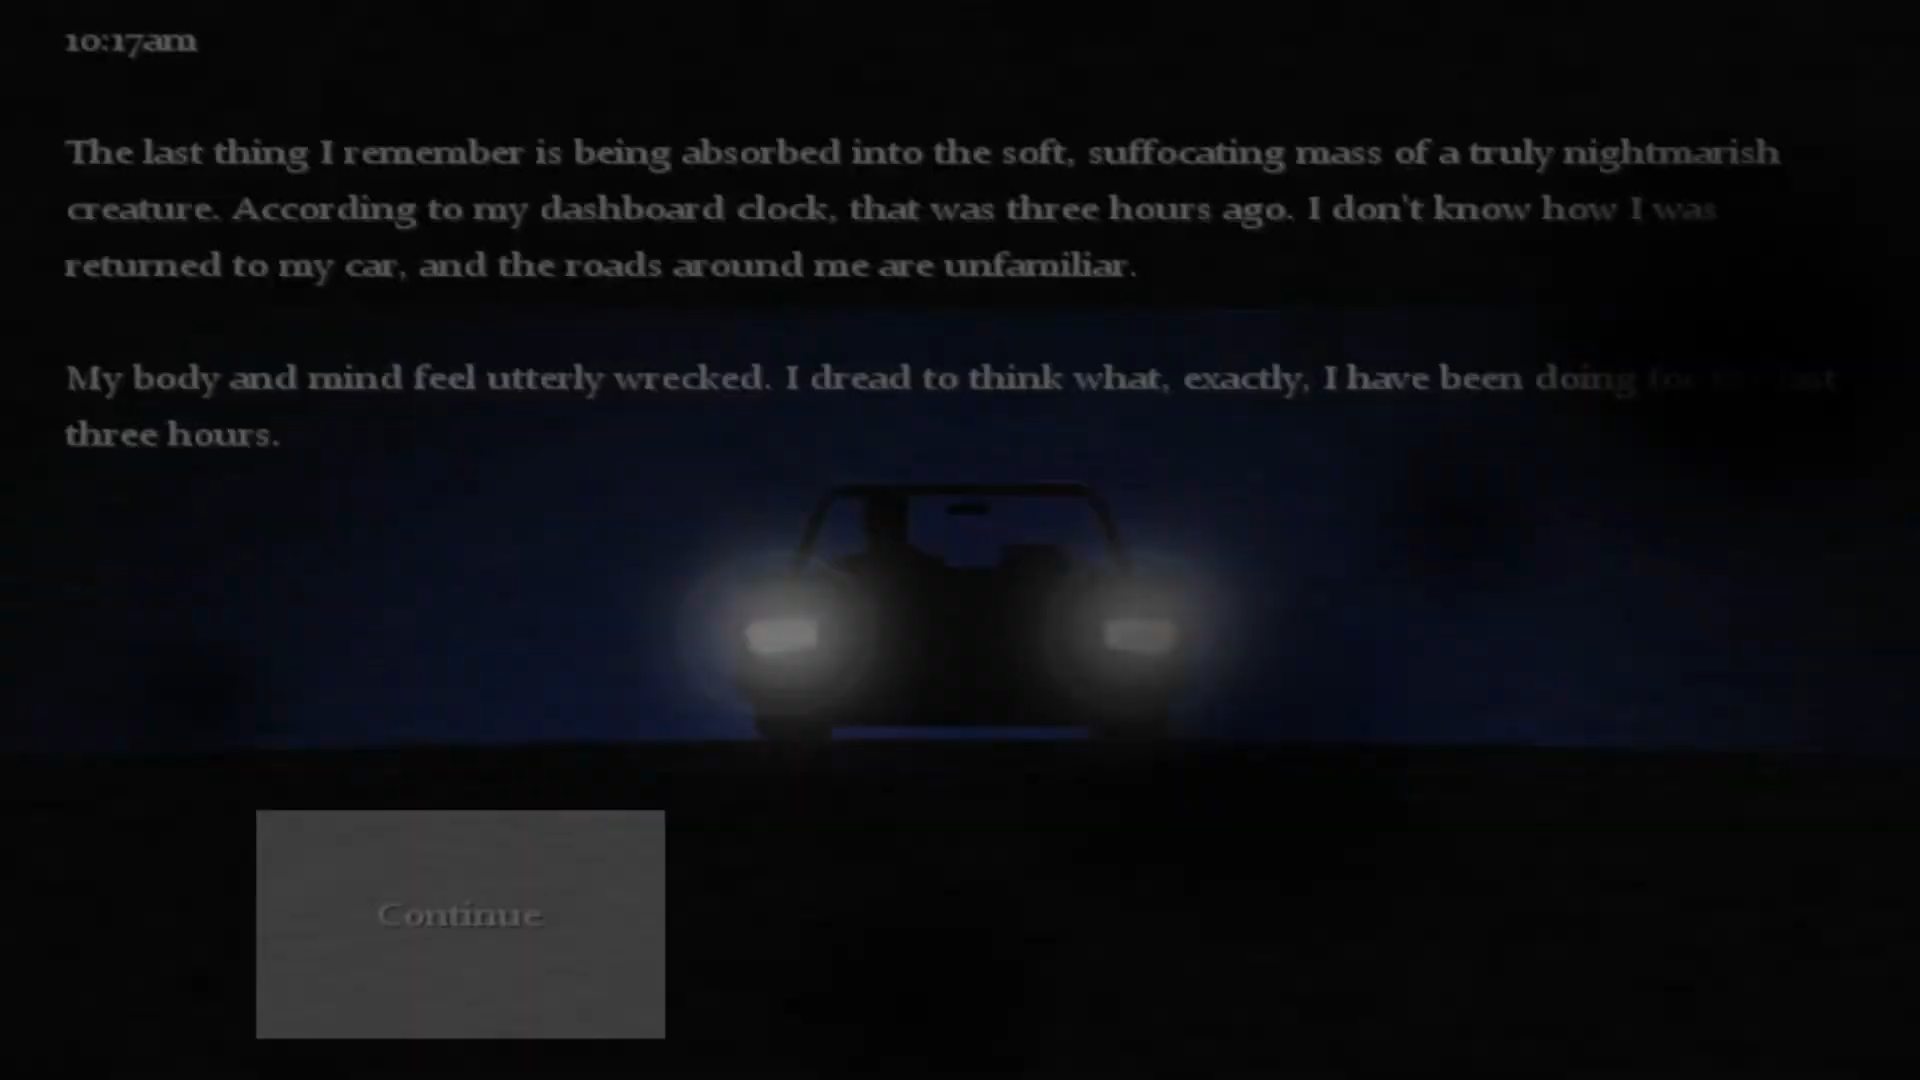 10:17am
The last thing I remember is being absorbed into the soft, suffocating mass of a truly nightmarish
creature. According to my dashboard clock, that was three hours ago. I don't know how I was
returned to my car, and the roads around me are unfamiliar.
My body and mind feel utterly wrecked. I dread to think what, exactly, I have been doing for last
three hours.
Continue